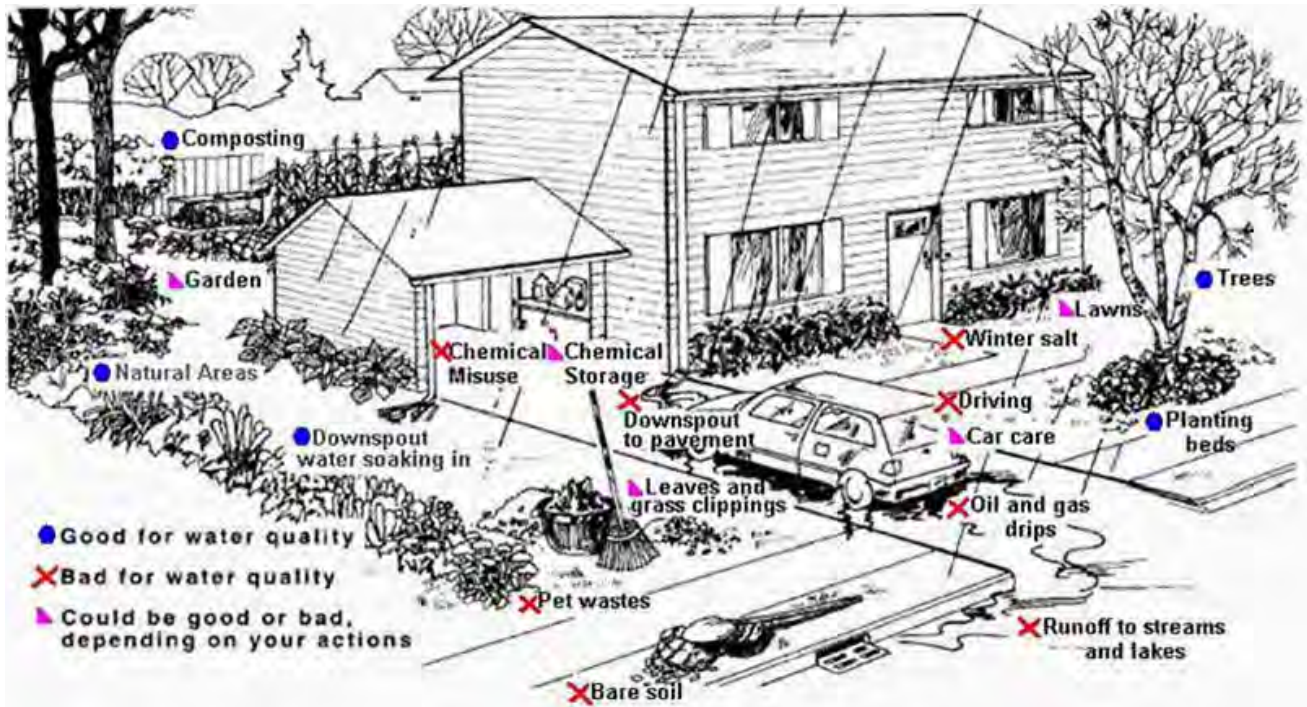 Composting
Garden
Trees
Lawns
Winter salt
Chemical
Misuse
Chemical
Storage
Natural Areas
Driving
Downspout
to pavement
Planting
beds
Car care
Downspout
water soaking in
Leaves and
grass clippings
Oil and gas
drips
Good for water quality
Bad for water quality
Could be good or bad,
depending on your actions
Pet wastes
Runoff to streams
and lakes
Bare soil